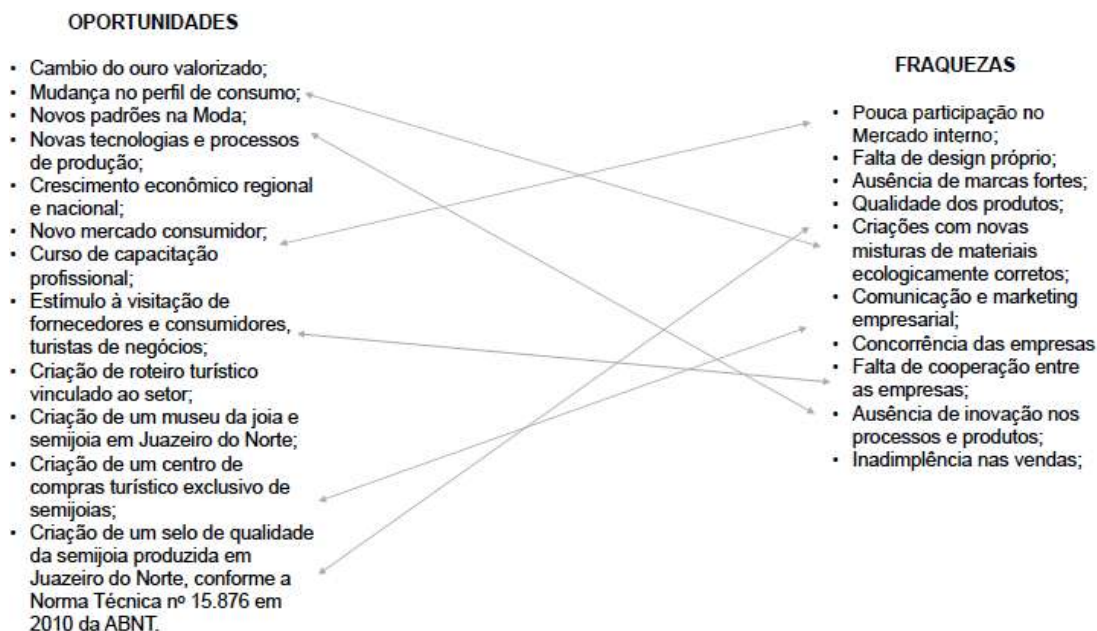 OPORTUNIDADES
• Cambio do ouro valorizado;
• Mudança no perfil de consumo;
• Novos padrões na Moda;
• Novas tecnologias e processos
de produção;
• Crescimento econômico regional
e nacional;
• Novo mercado consumidor;
• Curso de capacitação
profissional;
• Estímulo à visitação de
fornecedores e consumidores,
turistas de negócios;
• Criação de roteiro turístico
vinculado ao setor;
• Criação de um museu da joia e
semijoia em Juazeiro do Norte;
• Criação de um centro de
compras turístico exclusivo de
semijoias;
• Criação de um selo de qualidade
da semijoia produzida em
Juazeiro do Norte, conforme a
Norma Técnica nº 15.876 em
2010 da ABNT.
FRAQUEZAS
• Pouca participação no
Mercado interno;
• Falta de design próprio;
• Ausência de marcas fortes;
• Qualidade dos produtos;
• Criações com novas
misturas de materiais
ecologicamente corretos;
• Comunicação e marketing
empresarial;
• Concorrência das empresas
• Falta de cooperação entre
as empresas;
• Ausência de inovação nos
processos e produtos;
• Inadimplência nas vendas;